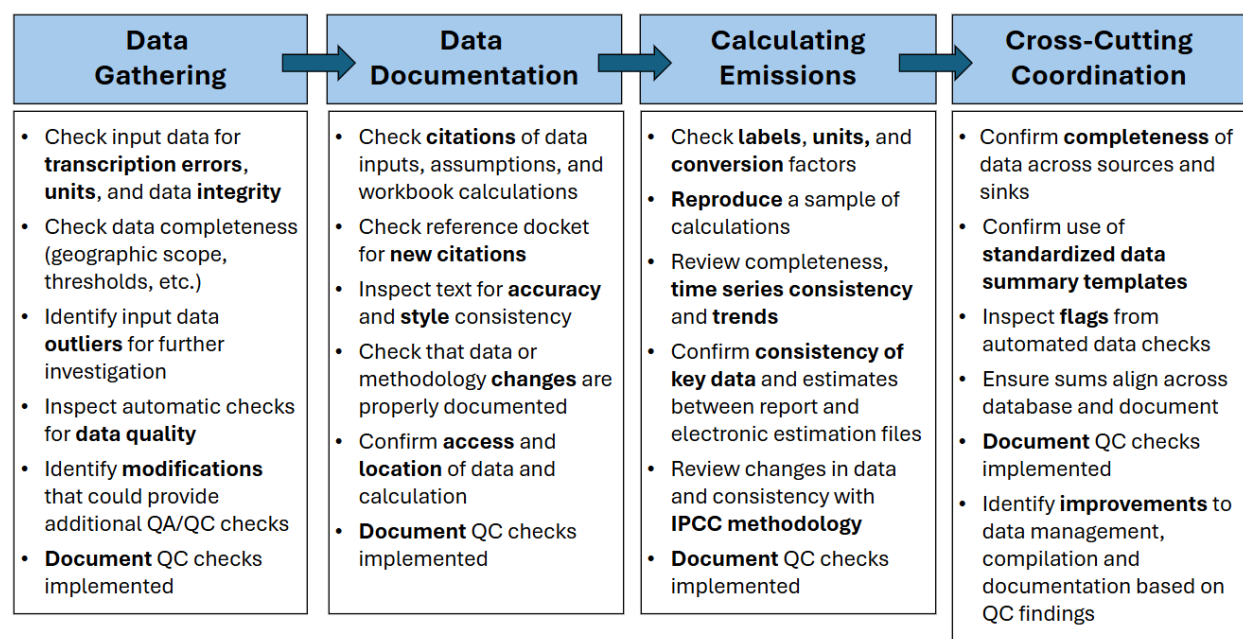 Data
Gathering
Data
Documentation
Calculating
Emissions
Cross-Cutting
Coordination
• Check input data for
transcription errors,
units, and data integrity
• Check data completeness
(geographic scope,
thresholds, etc.)
• Identify input data
outliers for further
investigation
• Inspect automatic checks
for data quality
• Identify modifications
that could provide
additional QA/QC checks
• Document QC checks
implemented
• Check citations of data
inputs, assumptions, and
workbook calculations
• Check reference docket
for new citations
• Inspect text for accuracy
and style consistency
• Check that data or
methodology changes are
properly documented
• Confirm access and
location of data and
calculation
• Document QC checks
implemented
• Check labels, units, and
conversion factors
• Reproduce a sample of
calculations
• Review completeness,
time series consistency
and trends
• Confirm consistency of
key data and estimates
between report and
electronic estimation files
• Review changes in data
and consistency with
IPCC methodology
• Document QC checks
implemented
• Confirm completeness of
data across sources and
sinks
• Confirm use of
standardized data
summary templates
• Inspect flags from
automated data checks
• Ensure sums align across
database and document
• Document QC checks
implemented
• Identify improvements to
data management,
compilation and
documentation based on
QC findings